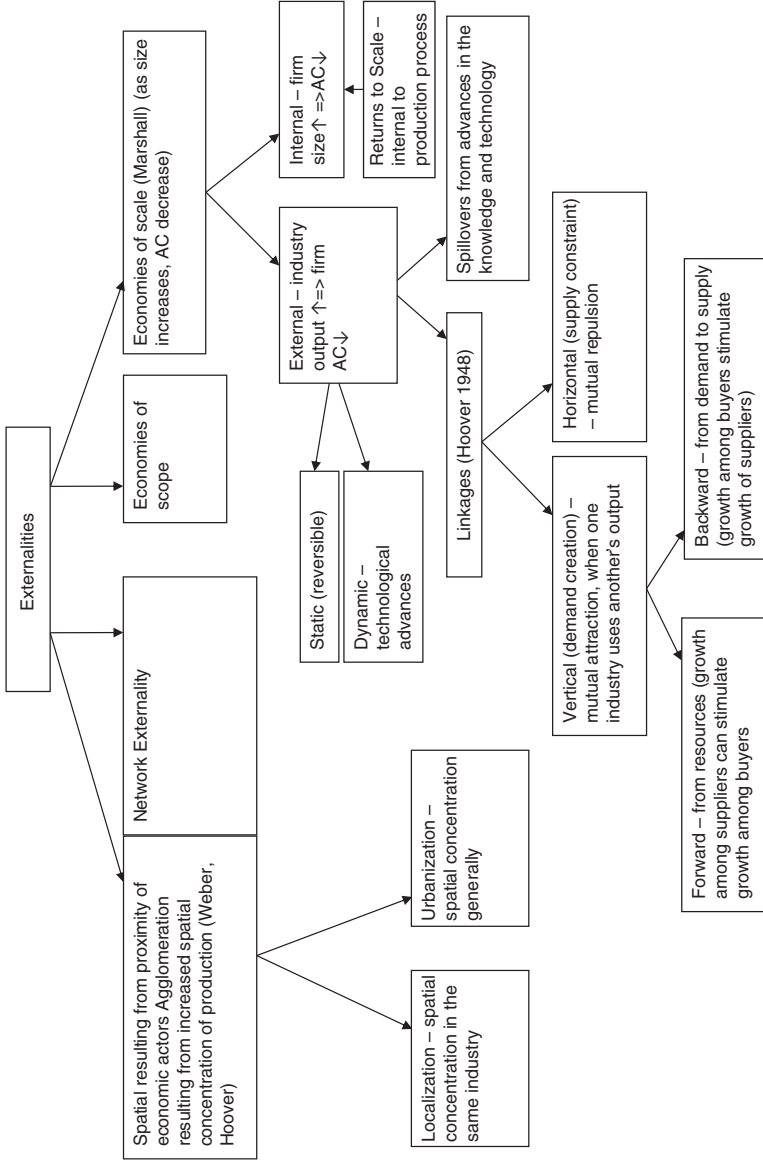 Externalities
Spatial resulting from proximity of
economic actors Agglomeration
resulting from increased spatial
concentration of production (Weber,
Hoover)
Network Externality
Economies of
scope
Economies of scale (Marshall) (as size
increases, AC decrease)
Localization – spatial
concentration in the
same industry
Urbanization –
spatial concentration
generally
External – industry
output ↑=> firm
AC↓
Internal – firm
size↑ =>AC↓
Returns to Scale –
internal to
production process
Static (reversible)
Dynamic –
technological
advances
Linkages (Hoover 1948)
Spillovers from advances in the
knowledge and technology
Vertical (demand creation) –
mutual attraction, when one
industry uses another's output
Horizontal (supply constraint)
– mutual repulsion
Forward – from resources (growth
among suppliers can stimulate
growth among buyers
Backward – from demand to supply
(growth among buyers stimulate
growth of suppliers)